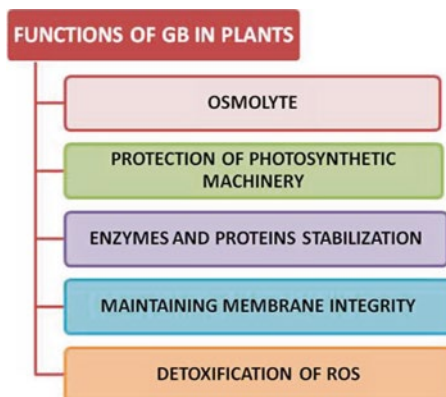 FUNCTIONS OF GB IN PLANTS
OSMOLYTE
PROTECTION OF PHOTOSYNTHETIC
MACHINERY
ENZYMES AND PROTEINS STABILIZATION
MAINTAINING MEMBRANE INTEGRITY
DETOXIFICATION OF ROS